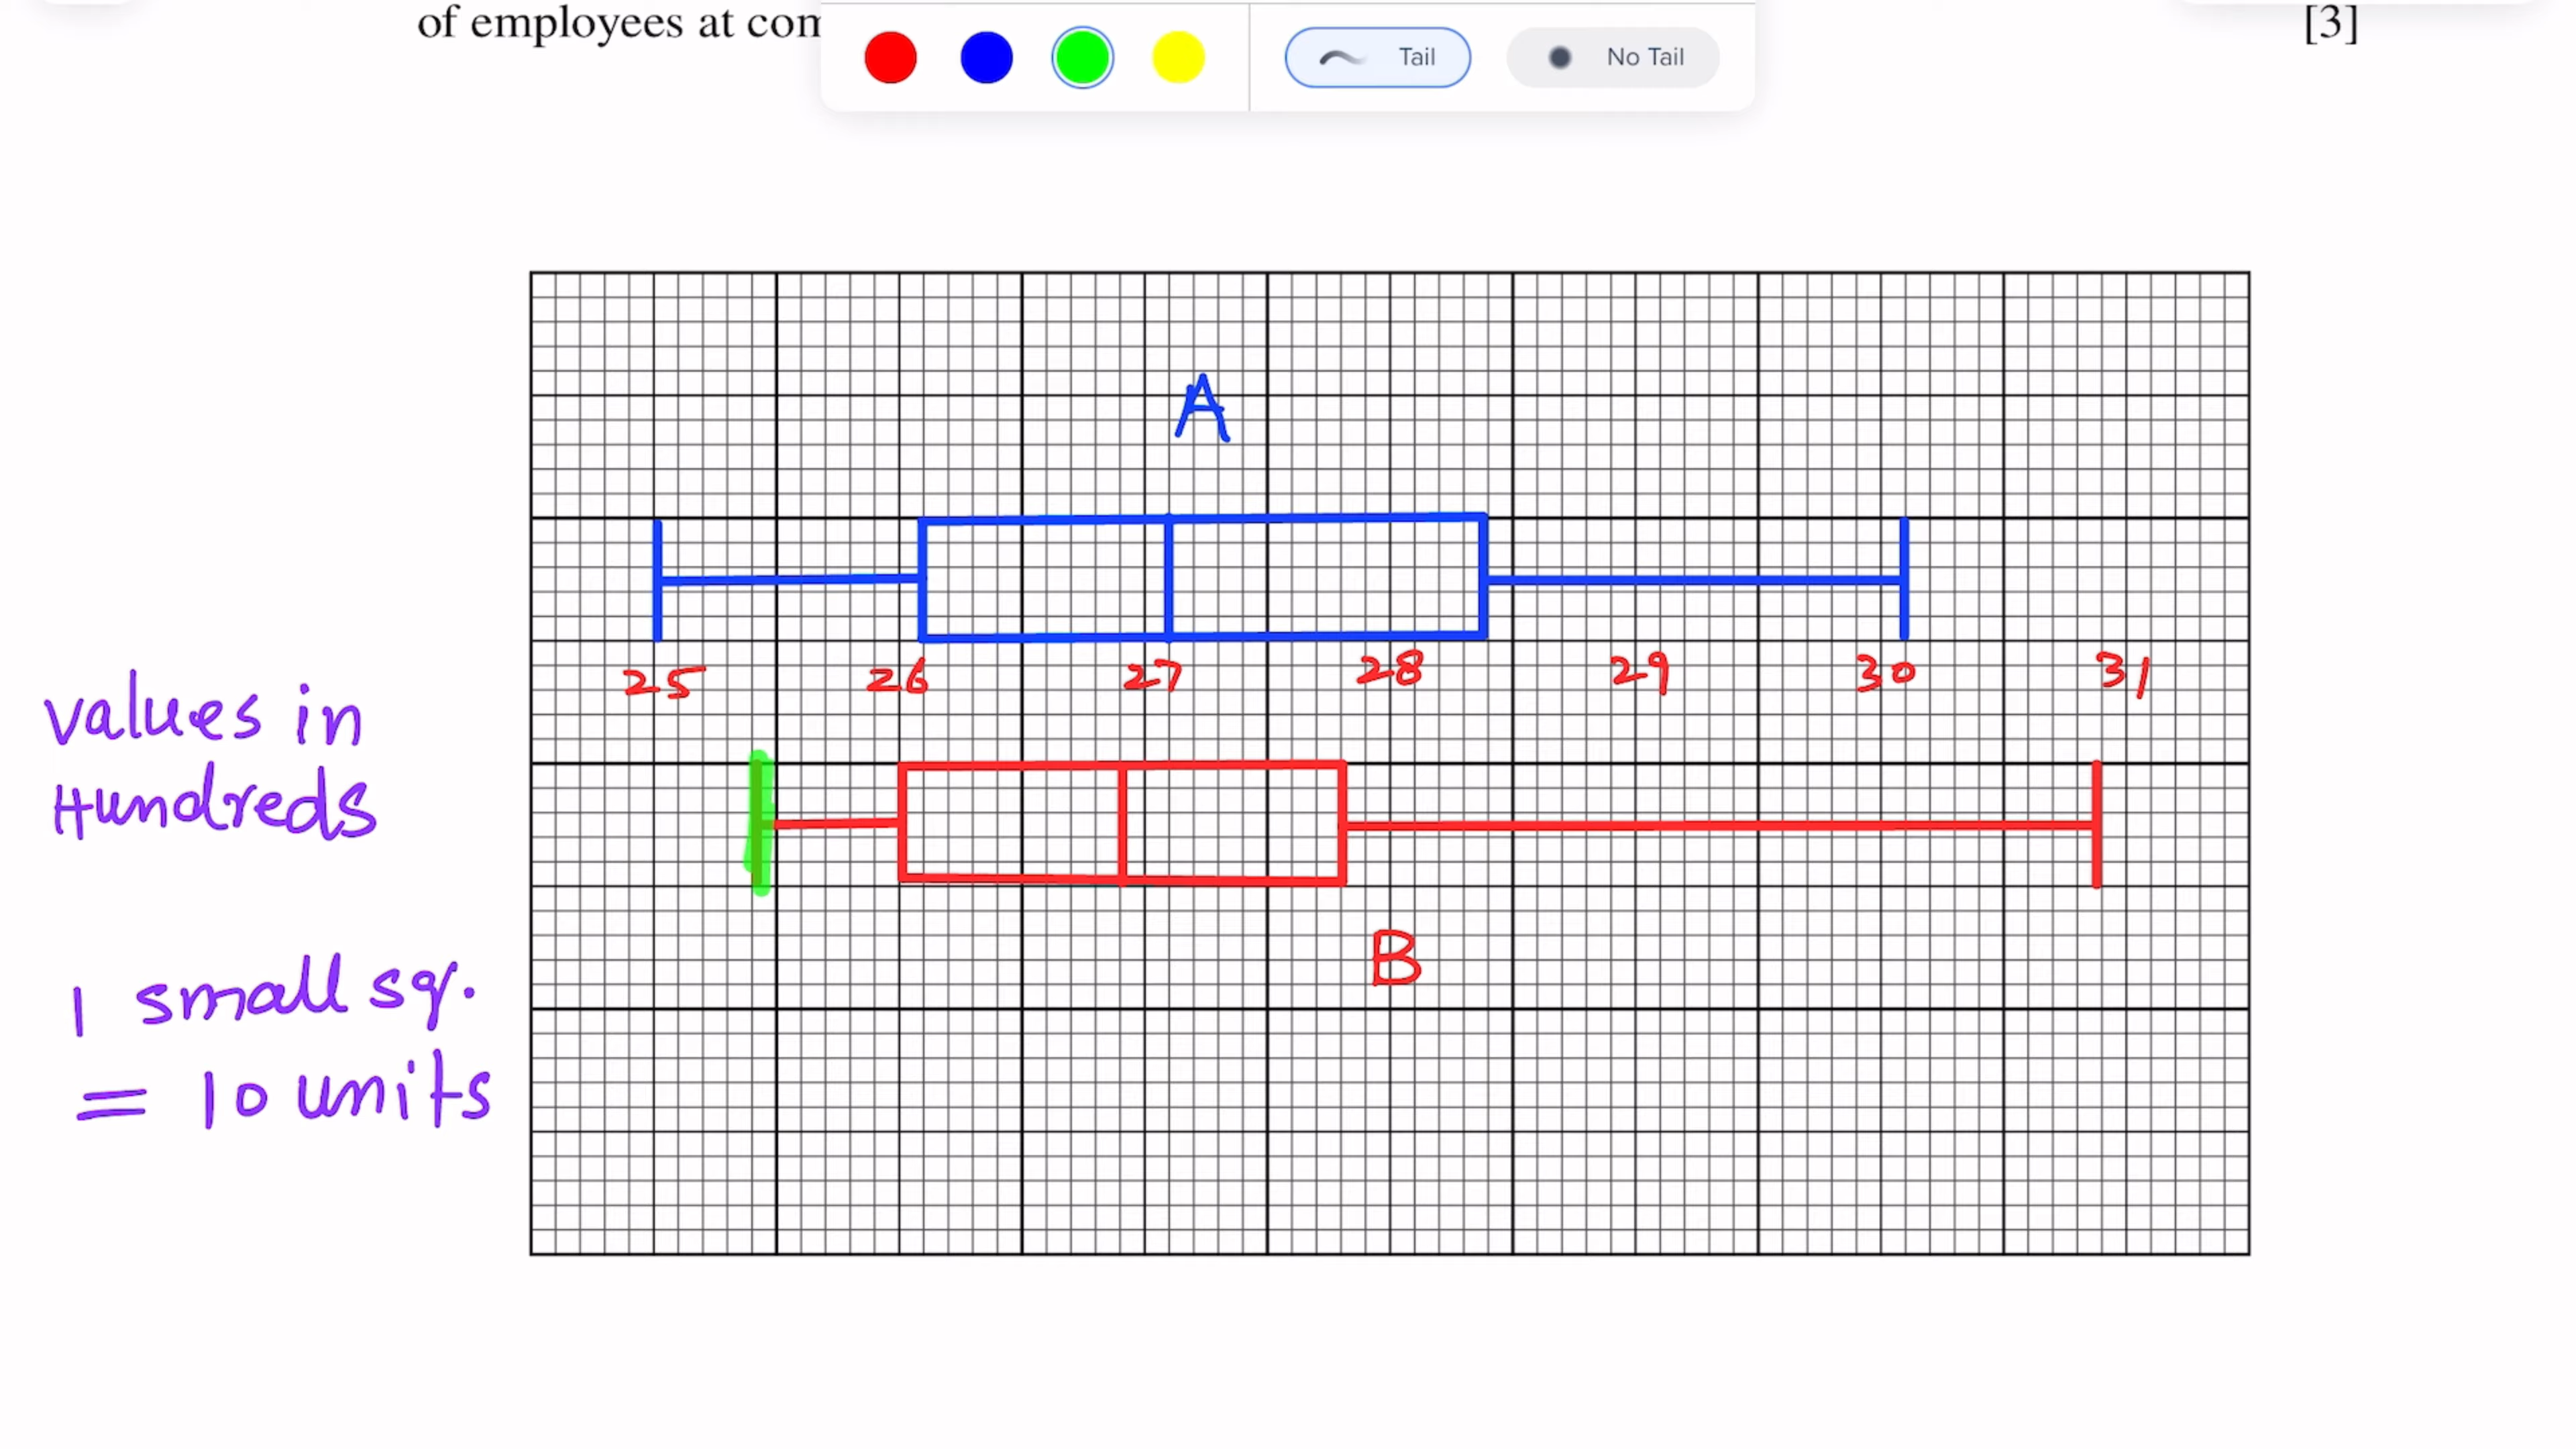 of employees at com
[3]
Tail
No Tail
A
25 26 27 28 29 30 31
values in
Hundreds
B
1 small sq.
= 10 units